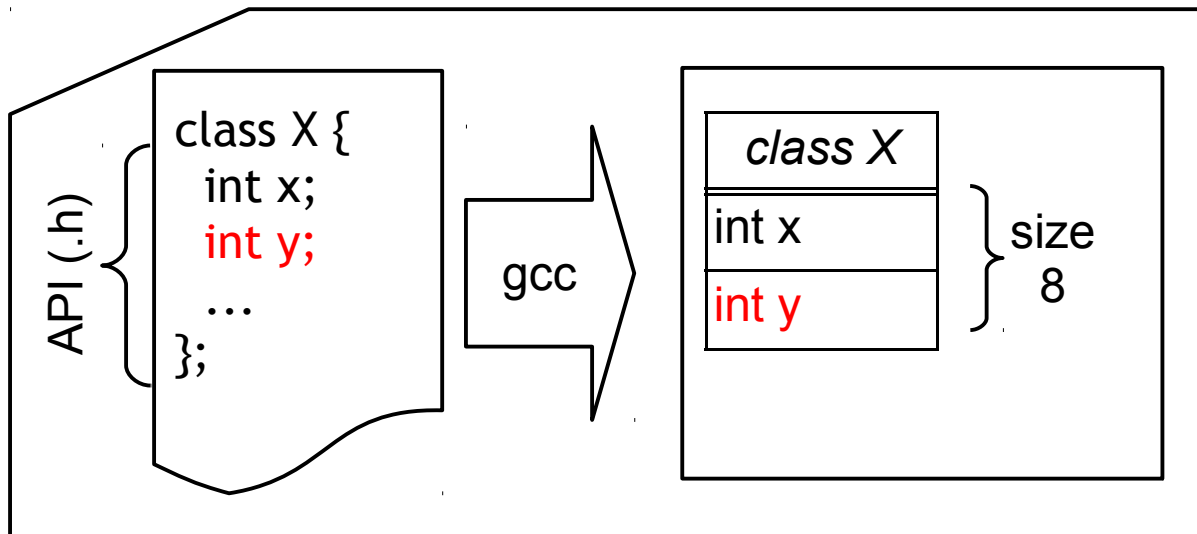 API (.h)
class X {
int x;
int y;
...
};
gcc
class X
int x
int y
size
8